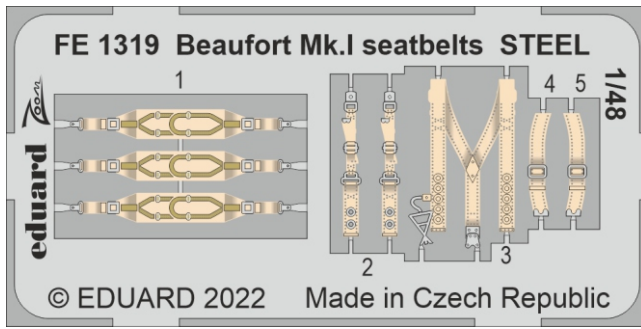 FE 1319 Beaufort Mk.I seatbelts STEEL
1/48
eduard
Zoom
1
2
3
4
5
© EDUARD 2022 Made in Czech Republic